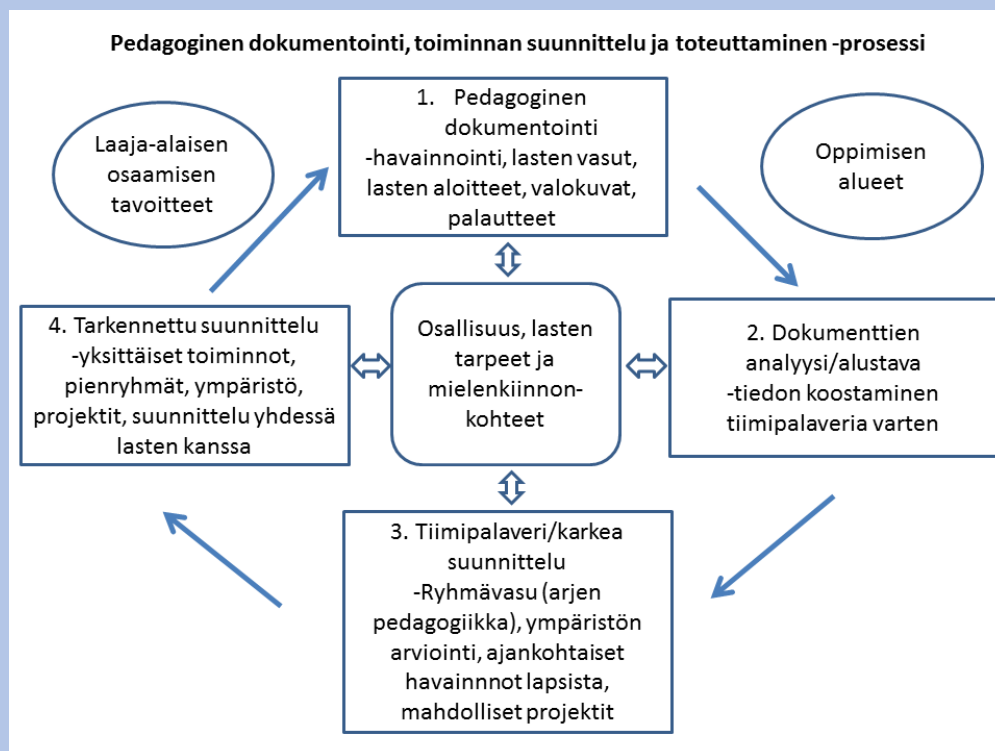 Pedagoginen dokumentointi, toiminnan suunnittelu ja toteuttaminen -prosessi
Laaja-alaisen
osaamisen
tavoitteet
1. Pedagoginen
dokumentointi
-havainnointi, lasten vasut,
lasten aloitteet, valokuvat,
palautteet
Oppimisen
alueet
4. Tarkennettu suunnittelu
-yksittäiset toiminnot,
pienryhmät, ympäristö,
projektit, suunnittelu yhdessä
lasten kanssa
Osallisuus, lasten
tarpeet ja
mielenkiinnon-
kohteet
2. Dokumenttien
analyysi/alustava
-tiedon koostaminen
tiimipalaveria varten
3. Tiimipalaveri/karkea
suunnittelu
-Ryhmävasu (arjen
pedagogiikka), ympäristön
arviointi, ajankohtaiset
havainnnot lapsista,
mahdolliset projektit